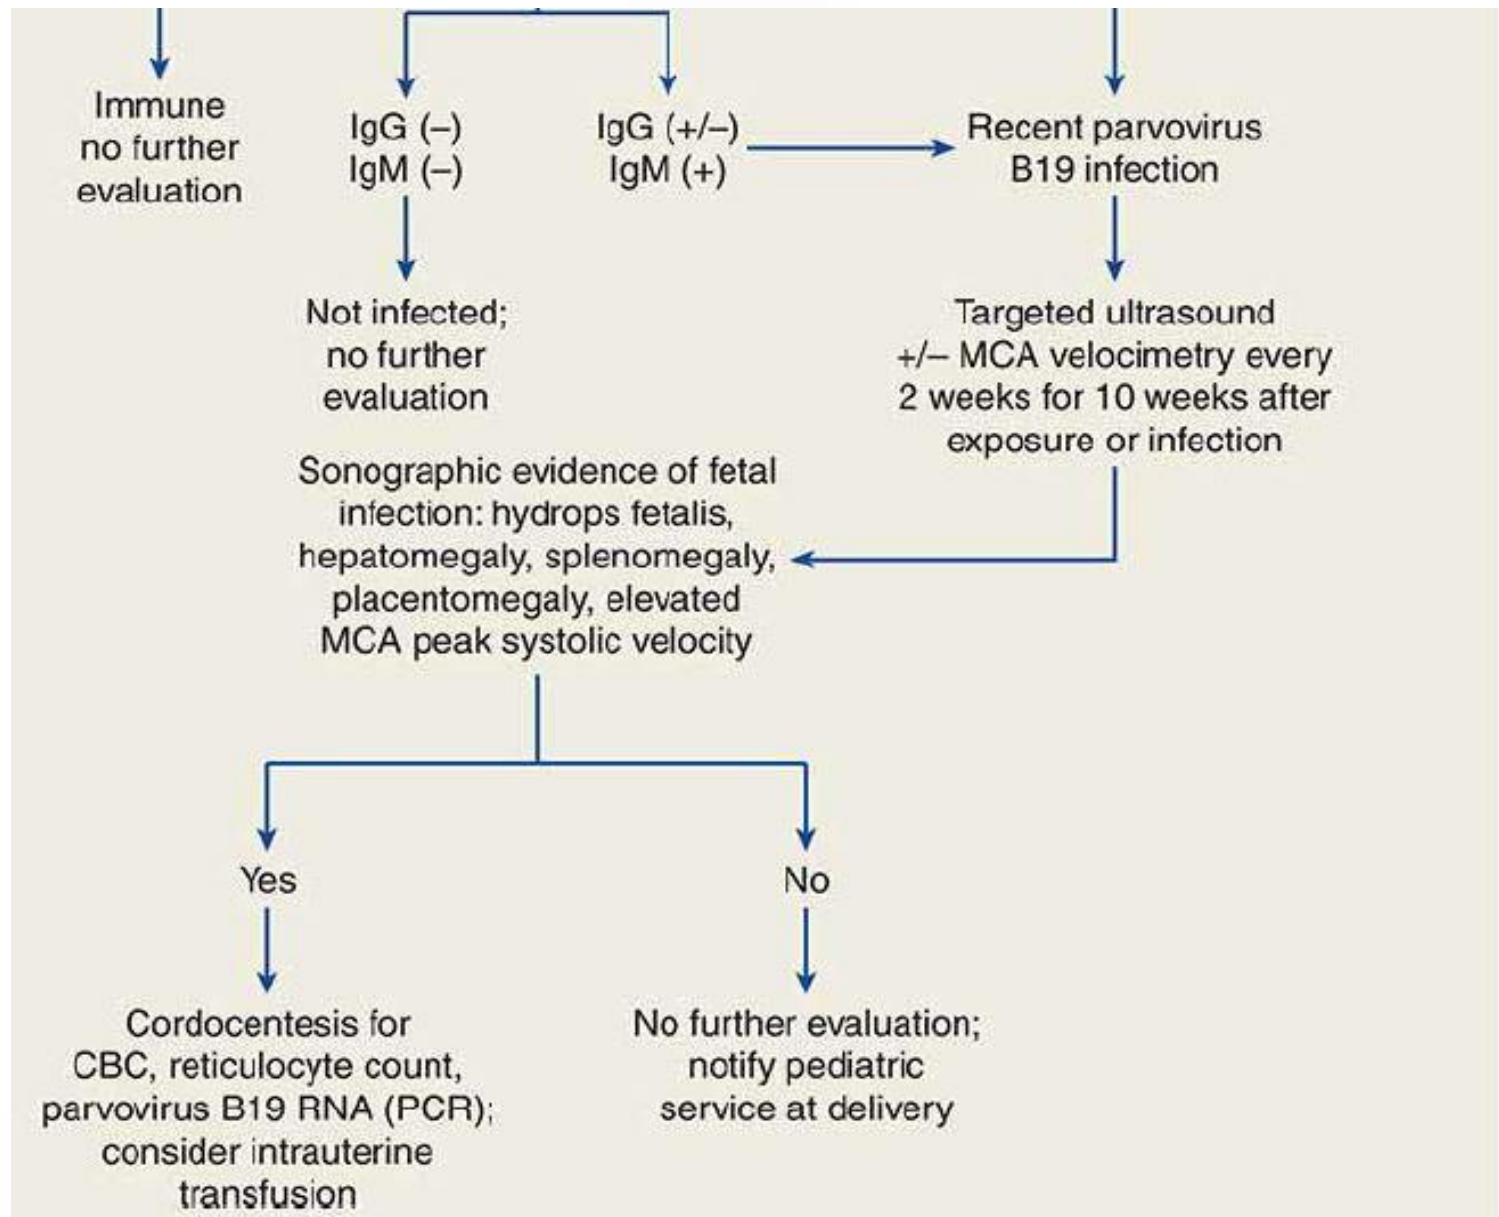 Immune
no further
evaluation
IgG (–)
IgM (–)
IgG (+/–)
IgM (+)
Recent parvovirus
B19 infection
Not infected;
no further
evaluation
Targeted ultrasound
+/– MCA velocimetry every
2 weeks for 10 weeks after
exposure or infection
Sonographic evidence of fetal
infection: hydrops fetalis,
hepatomegaly, splenomegaly,
placentomegaly, elevated
MCA peak systolic velocity
Yes
No
Cordocentesis for
CBC, reticulocyte count,
parvovirus B19 RNA (PCR);
consider intrauterine
transfusion
No further evaluation;
notify pediatric
service at delivery